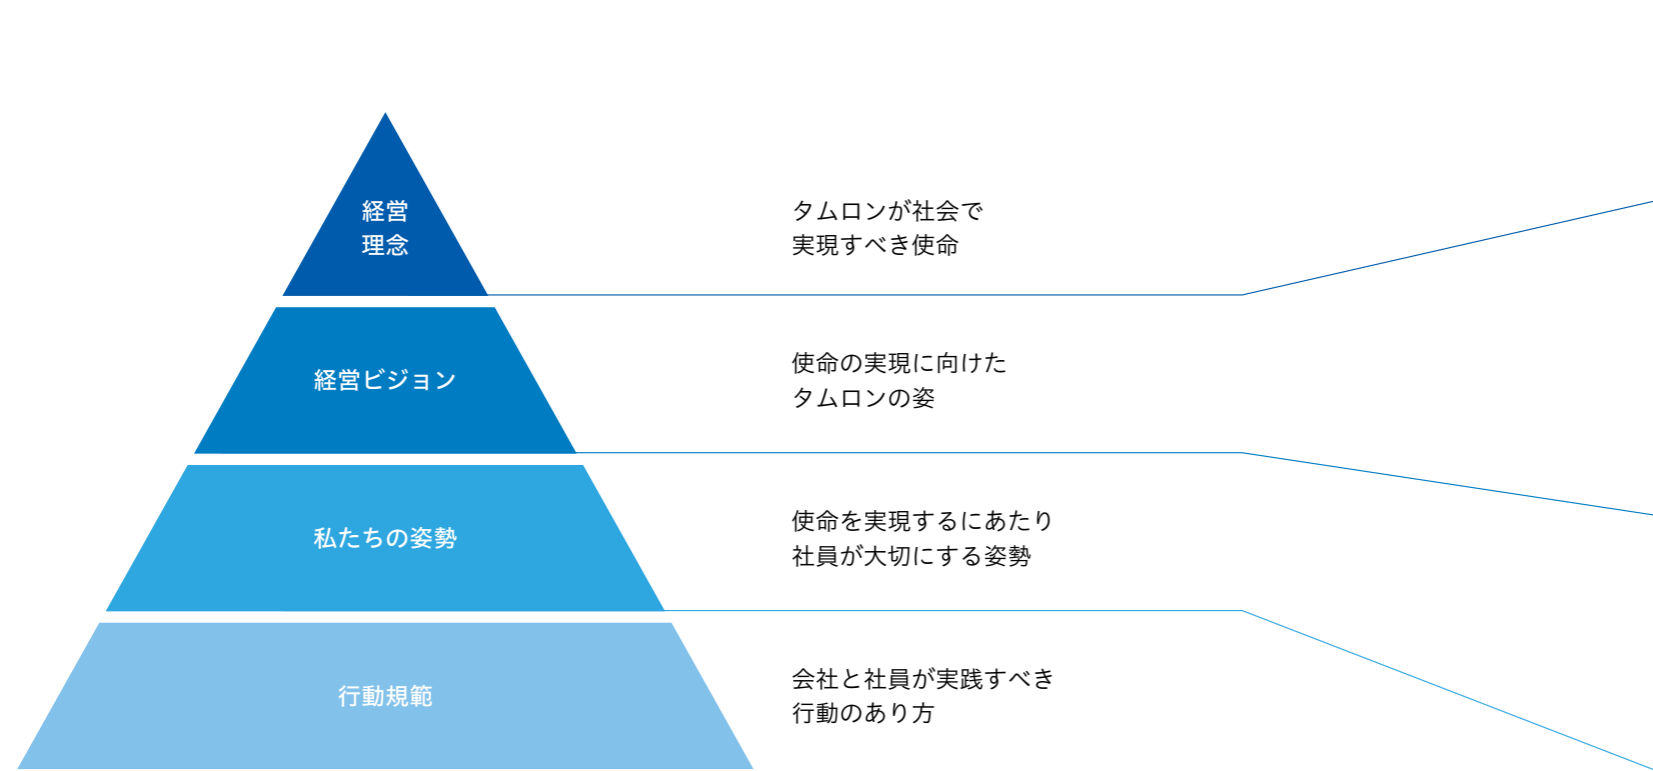 経営
理念
タムロンが社会で
実現すべき使命
経営ビジョン
使命の実現に向けた
タムロンの姿
私たちの姿勢
使命を実現するにあたり
社員が大切にする姿勢
行動規範
会社と社員が実践すべき
行動のあり方